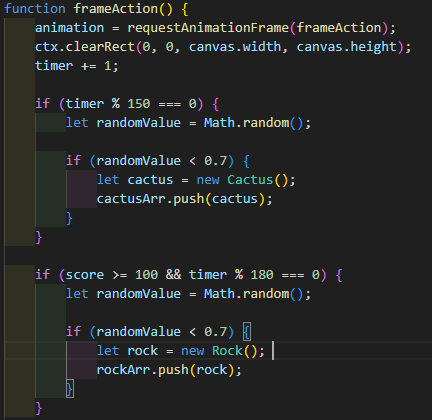 function frameAction() {
    animation = requestAnimationFrame(frameAction);
    ctx.clearRect(0, 0, canvas.width, canvas.height);
    timer += 1;

    if (timer % 150 === 0) {
        let randomValue = Math.random();

        if (randomValue < 0.7) {
            let cactus = new Cactus();
            cactusArr.push(cactus);
        }
    }

    if (score >= 100 && timer % 180 === 0) {
        let randomValue = Math.random();

        if (randomValue < 0.7) {
            let rock = new Rock();
            rockArr.push(rock);
        }
    }